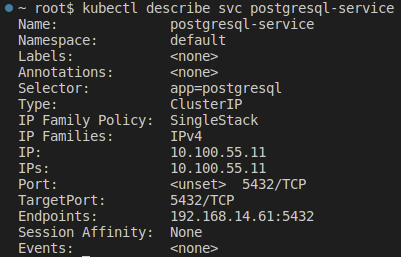 ~ root$ kubectl describe svc postgresql-service
Name:              postgresql-service
Namespace:         default
Labels:            <none>
Annotations:       <none>
Selector:          app=postgresql
Type:              ClusterIP
IP Family Policy:  SingleStack
IP Families:       IPv4
IP:                10.100.55.11
IPs:               10.100.55.11
Port:              <unset>  5432/TCP
TargetPort:        5432/TCP
Endpoints:         192.168.14.61:5432
Session Affinity:  None
Events:            <none>